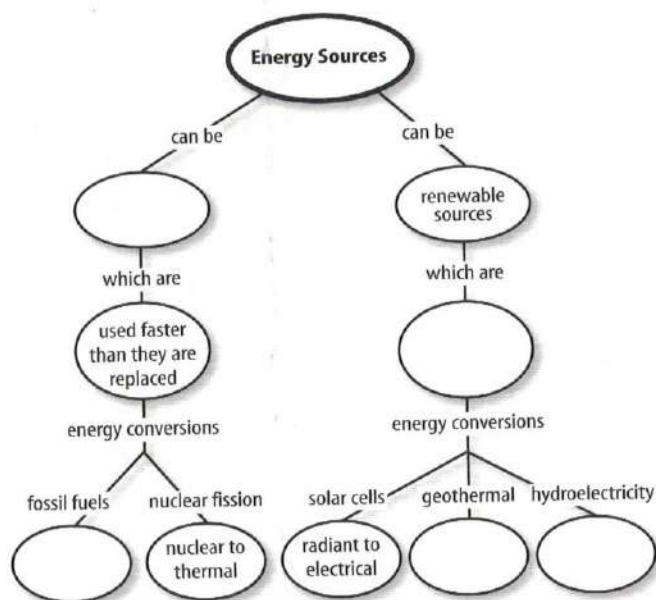 Energy Sources
can be
can be
renewable
sources
which are
which are
used faster
than they are
replaced
energy conversions
energy conversions
fossil fuels
nuclear fission
solar cells
geothermal
hydroelectricity
nuclear to
thermal
radiant to
electrical